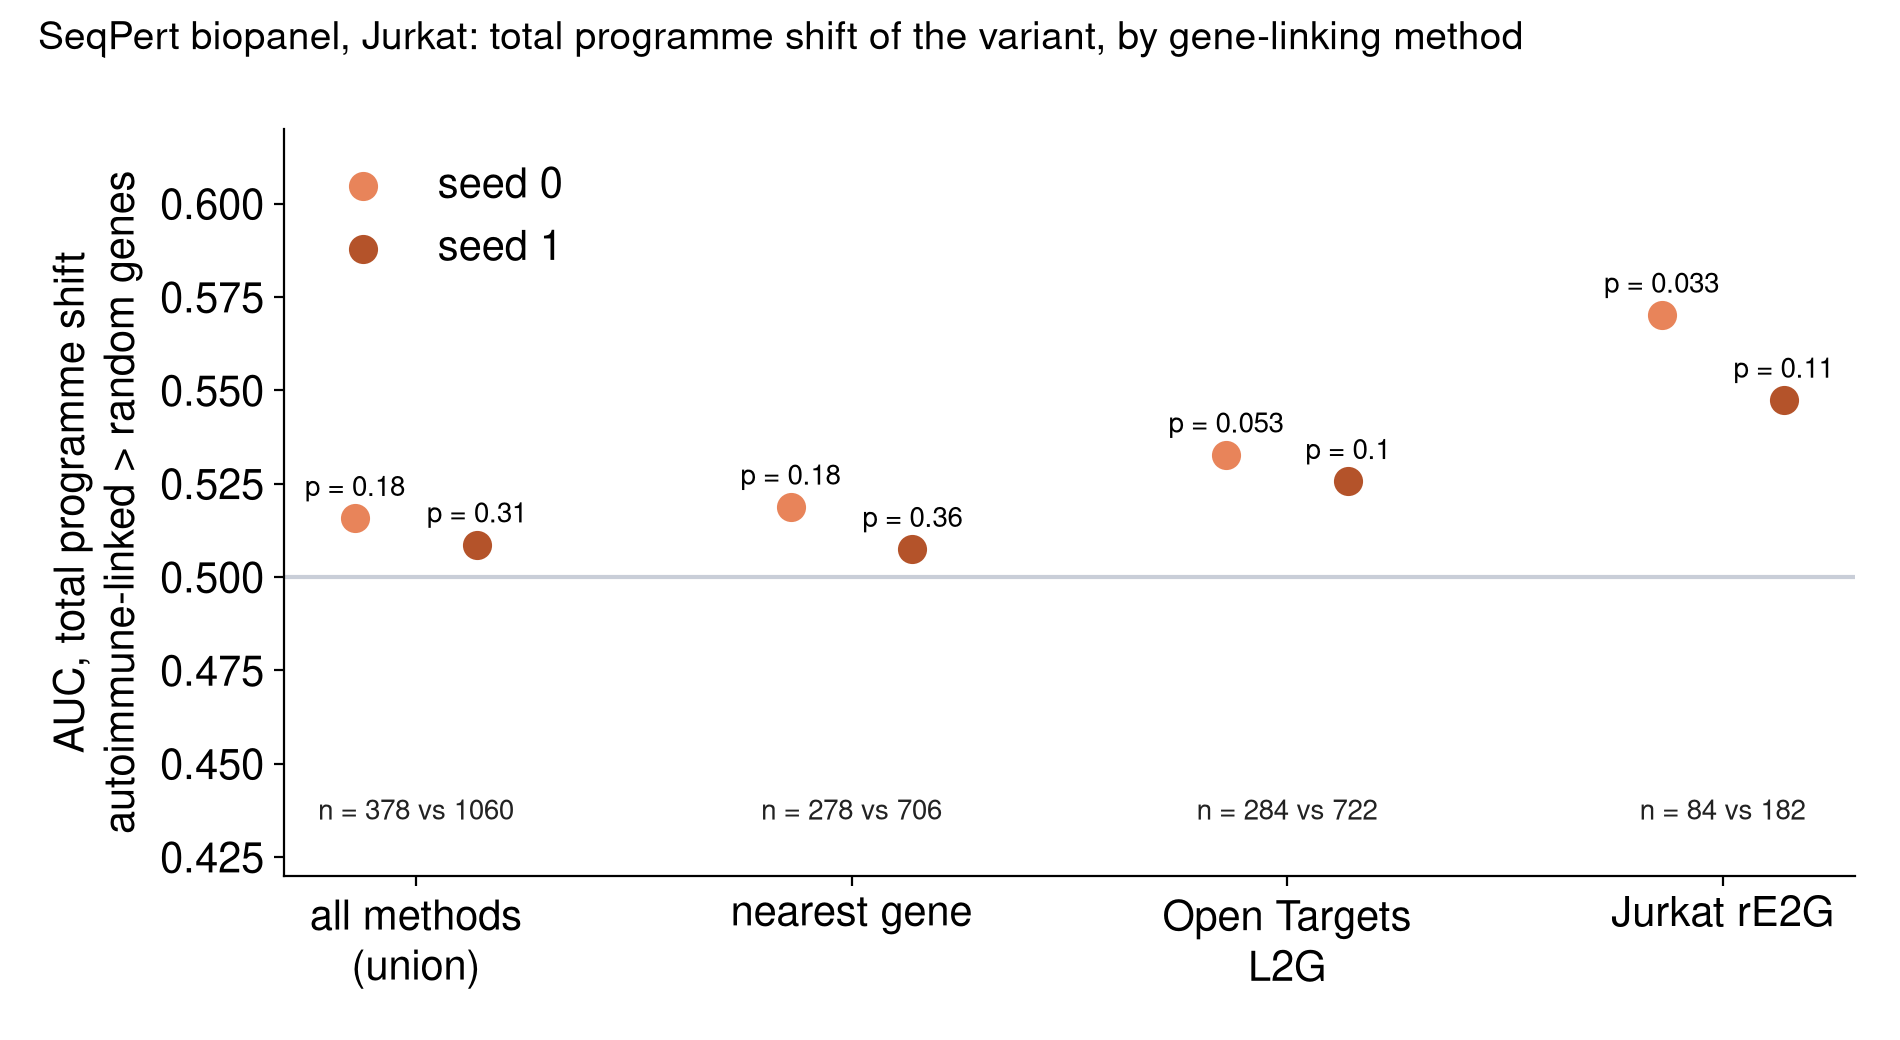 SeqPert biopanel, Jurkat: total programme shift of the variant, by gene-linking method
AUC, total programme shift
autoimmune-linked > random genes
0.600
0.575
0.550
0.525
0.500
0.475
0.450
0.425
seed 0
seed 1
p = 0.18
p = 0.31
p = 0.18
p = 0.36
p = 0.053
p = 0.1
p = 0.033
p = 0.11
n = 378 vs 1060
n = 278 vs 706
n = 284 vs 722
n = 84 vs 182
all methods
(union)
nearest gene
Open Targets
L2G
Jurkat rE2G